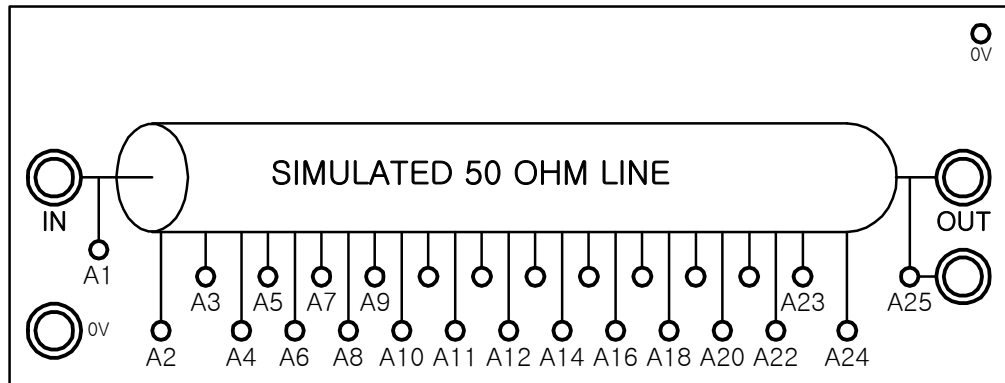 0V
SIMULATED 50 OHM LINE
IN
OUT
A1
A3 A5 A7 A9 A23 A25
0V
A2 A4 A6 A8 A10 A11 A12 A14 A16 A18 A20 A22 A24